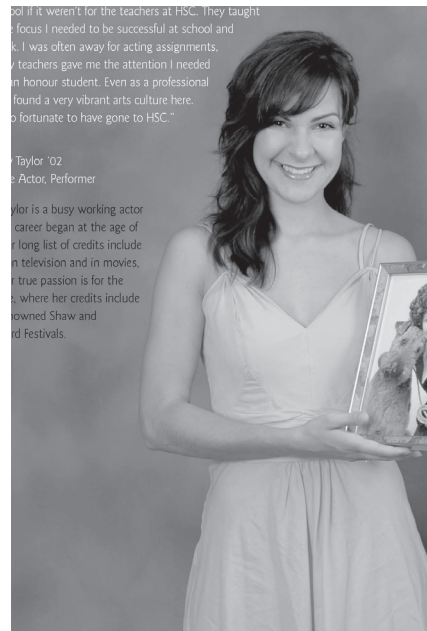 ol if it weren't for the teachers at HSC. They taught
focus I needed to be successful at school and
k. I was often away for acting assignments,
y teachers gave me the attention I needed
n honour student. Even as a professional
found a very vibrant arts culture here.
o fortunate to have gone to HSC."
y Taylor '02
e Actor, Performer
aylor is a busy working actor
career began at the age of
r long list of credits include
n television and in movies,
r true passion is for the
e, where her credits include
nowned Shaw and
rd Festivals.